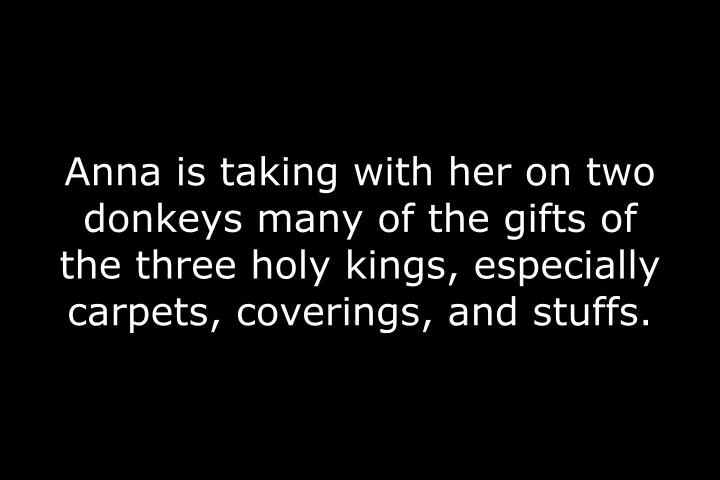 Anna is taking with her on two
donkeys many of the gifts of
the three holy kings, especially
carpets, coverings, and stuffs.